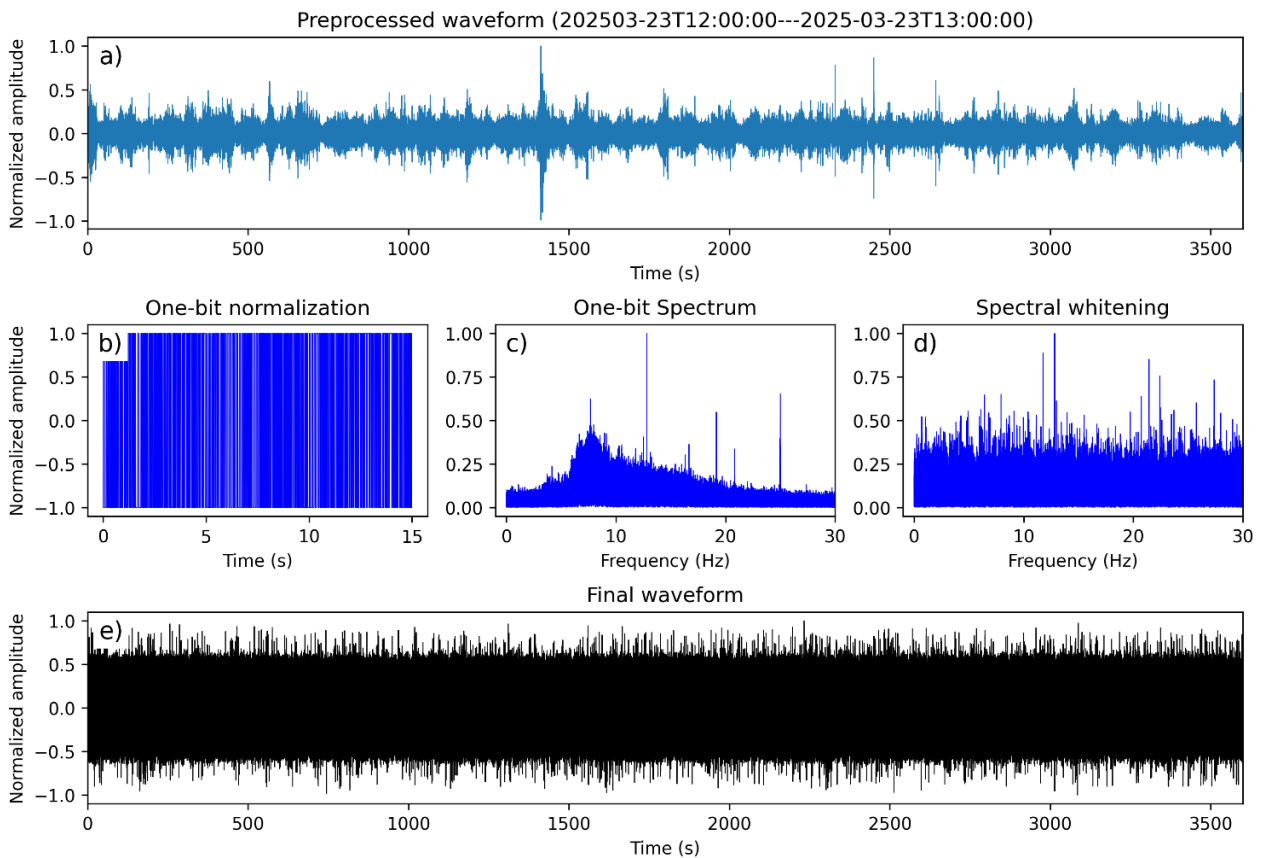 Preprocessed waveform (202503-23T12:00:00---2025-03-23T13:00:00)
a)
Normalized amplitude
1.0
0.5
0.0
−0.5
−1.0
0 500 1000 1500 2000 2500 3000 3500
Time (s)
One-bit normalization
b)
Normalized amplitude
1.0
0.5
0.0
−0.5
−1.0
0 5 10 15
Time (s)
One-bit Spectrum
c)
1.00
0.75
0.50
0.25
0.00
0 10 20 30
Frequency (Hz)
Spectral whitening
d)
1.00
0.75
0.50
0.25
0.00
0 10 20 30
Frequency (Hz)
Final waveform
e)
Normalized amplitude
1.0
0.5
0.0
−0.5
−1.0
0 500 1000 1500 2000 2500 3000 3500
Time (s)